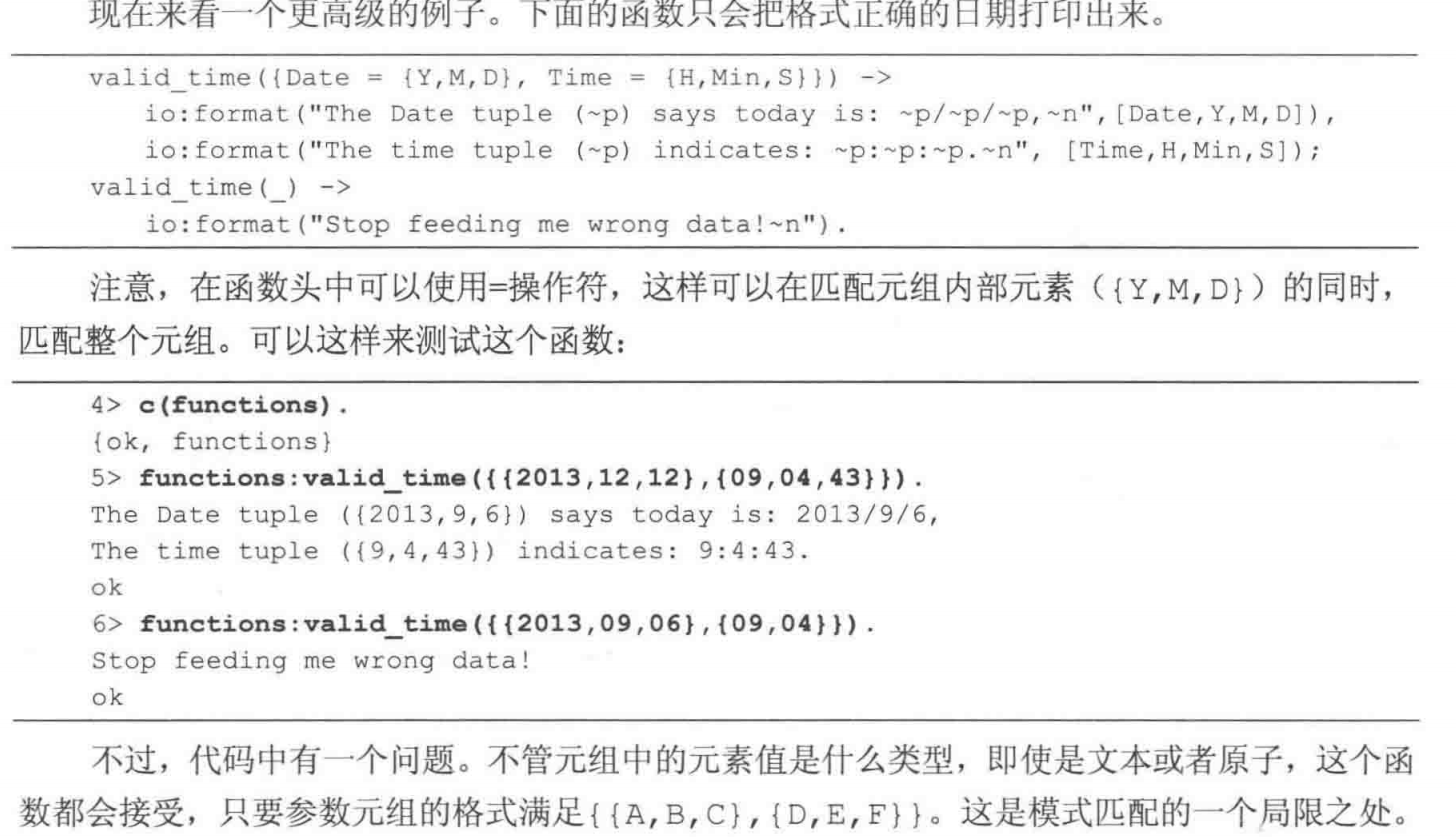 现在来看一个更高级的例子。下面的函数只会把格式正确的日期打印出来。
valid_time({Date = {Y,M,D}, Time = {H,Min,S}}) ->
io:format("The Date tuple (~p) says today is: ~p/~p/~p,~n",[Date,Y,M,D]),
io:format("The time tuple (~p) indicates: ~p:~p:~p.~n", [Time,H,Min,S]);
valid_time(_) ->
io:format("Stop feeding me wrong data!~n").
注意，在函数头中可以使用=操作符，这样可以在匹配元组内部元素（{Y,M,D}）的同时，
匹配整个元组。可以这样来测试这个函数：
4> c(functions).
{ok, functions}
5> functions:valid_time({{2013,12,12},{09,04,43}}).
The Date tuple ({2013,9,6}) says today is: 2013/9/6,
The time tuple ({9,4,43}) indicates: 9:4:43.
ok
6> functions:valid_time({{2013,09,06},{09,04}}).
Stop feeding me wrong data!
ok
不过，代码中有一个问题。不管元组中的元素值是什么类型，即使是文本或者原子，这个函
数都会接受，只要参数元组的格式满足{{A,B,C},{D,E,F}}。这是模式匹配的一个局限之处。